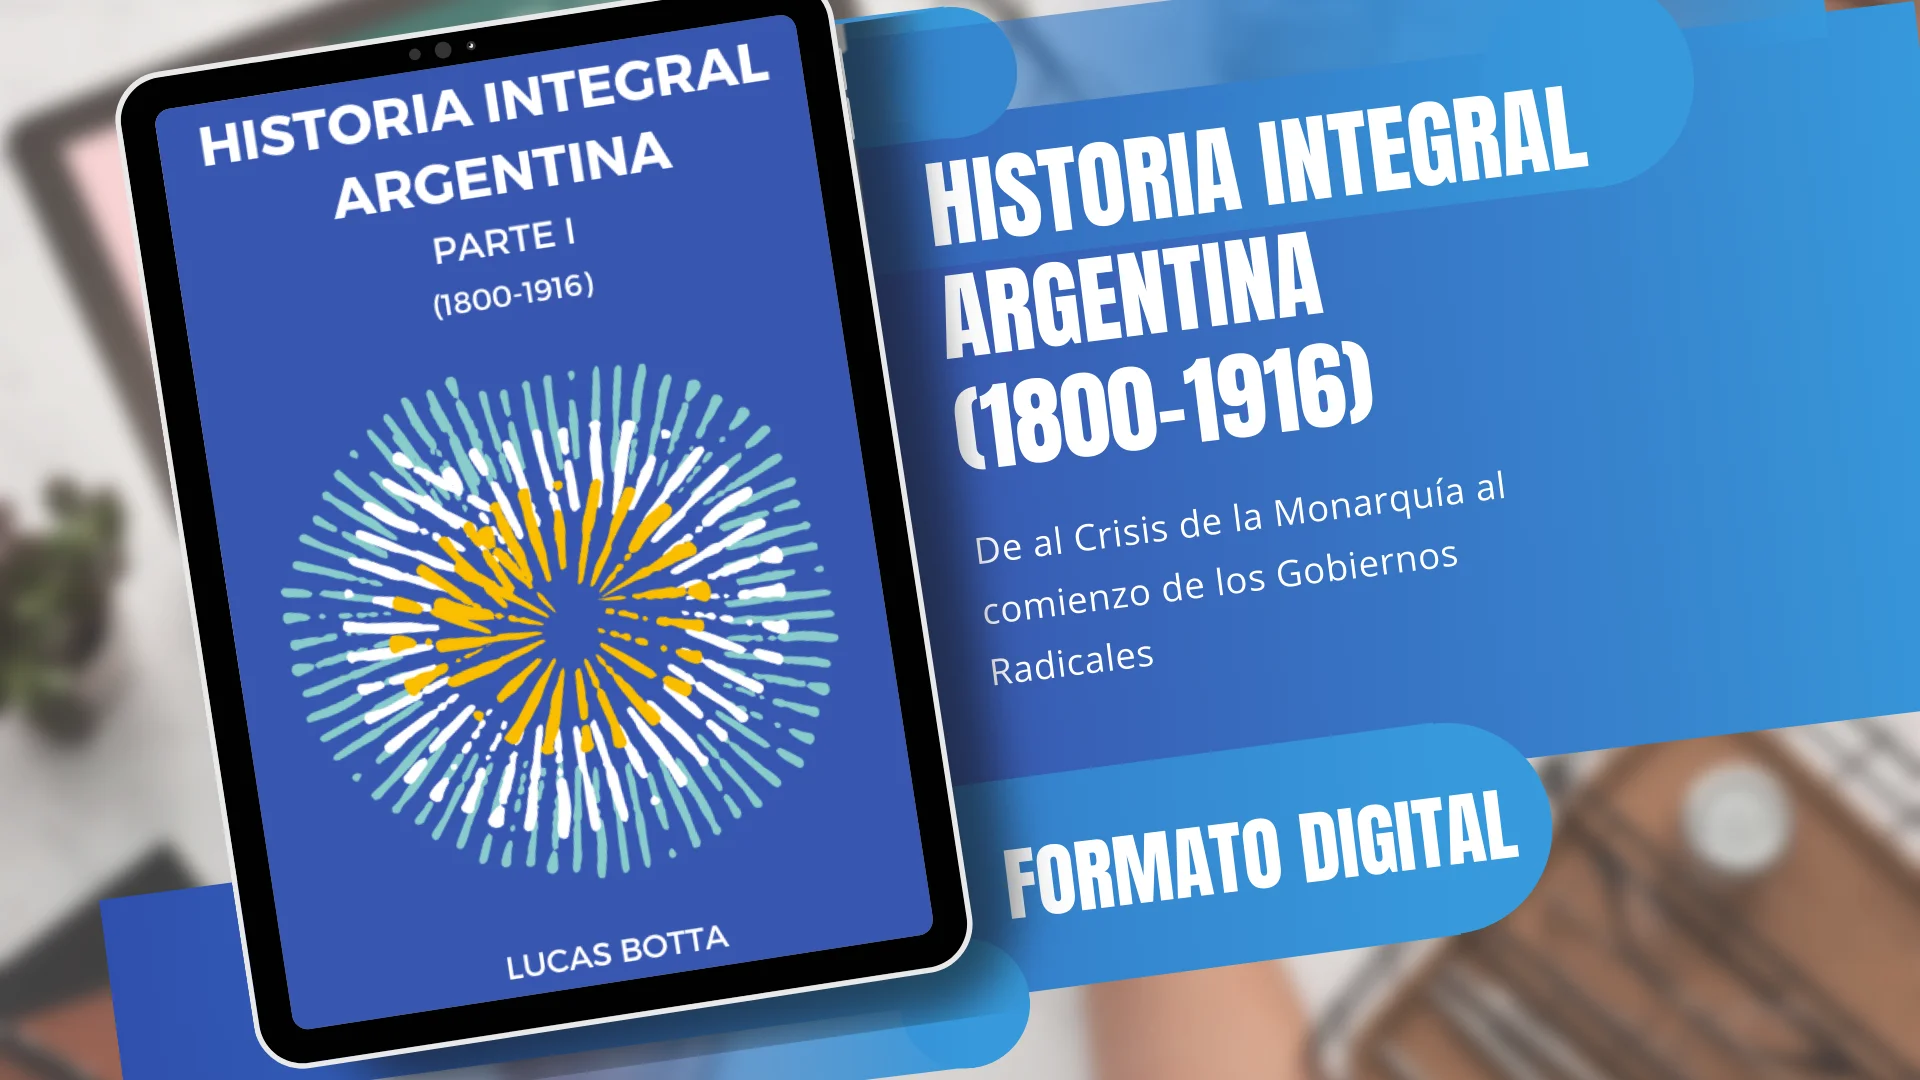 HISTORIA INTEGRAL
ARGENTINA
PARTE I
(1800-1916)
LUCAS BOTTA
HISTORIA INTEGRAL
ARGENTINA
(1800-1916)
De al Crisis de la Monarquía al
comienzo de los Gobiernos
Radicales
FORMATO DIGITAL